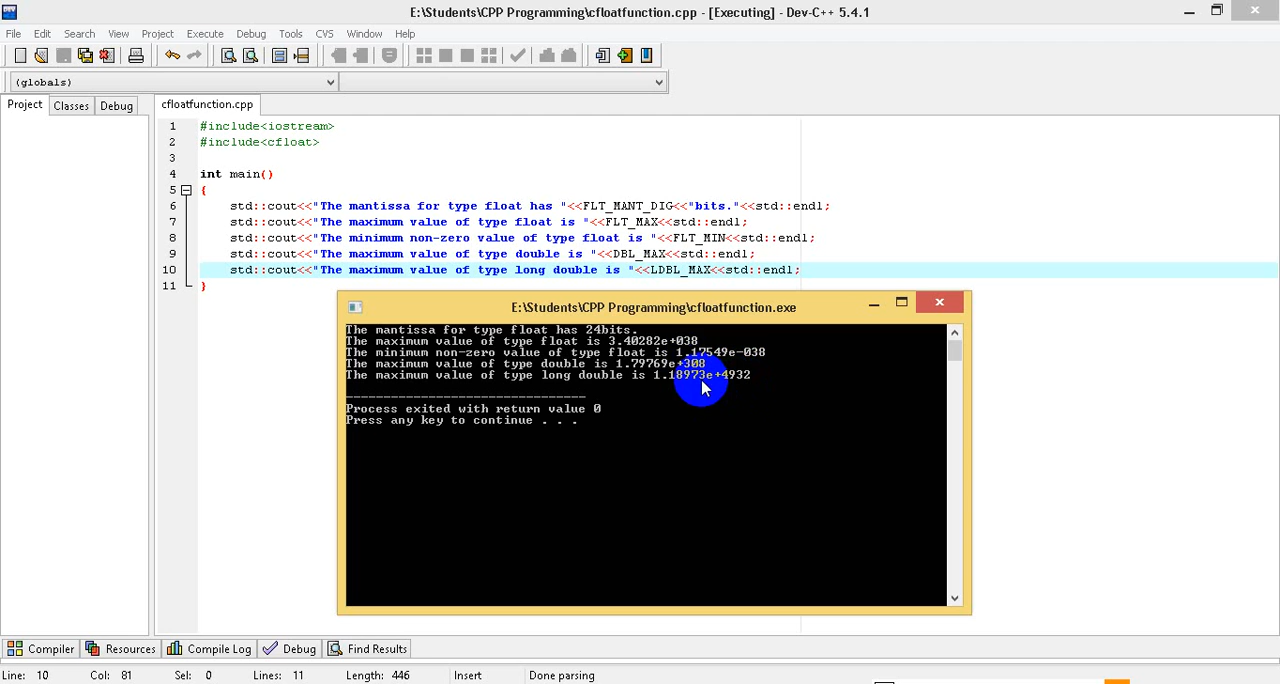 E:\Students\CPP Programming\cfloatfunction.cpp - [Executing] - Dev-C++ 5.4.1
File Edit Search View Project Execute Debug Tools CVS Window Help
(globals)
Project Classes Debug cfloatfunction.cpp
1 #include<iostream>
2 #include<cfloat>
3
4 int main()
5 {
6 std::cout<<"The mantissa for type float has "<<FLT_MANT_DIG<<"bits."<<std::endl;
7 std::cout<<"The maximum value of type float is "<<FLT_MAX<<std::endl;
8 std::cout<<"The minimum non-zero value of type float is "<<FLT_MIN<<std::endl;
9 std::cout<<"The maximum value of type double is "<<DBL_MAX<<std::endl;
10 std::cout<<"The maximum value of type long double is "<<LDBL_MAX<<std::endl;
11 }
E:\Students\CPP Programming\cfloatfunction.exe
The mantissa for type float has 24bits.
The maximum value of type float is 3.40282e+038
The minimum non-zero value of type float is 1.17549e-038
The maximum value of type double is 1.79769e+308
The maximum value of type long double is 1.18973e+4932
--------------------------------
Process exited with return value 0
Press any key to continue . . .
Compiler Resources Compile Log Debug Find Results
Line: 10 Col: 81 Sel: 0 Lines: 11 Length: 446 Insert Done parsing